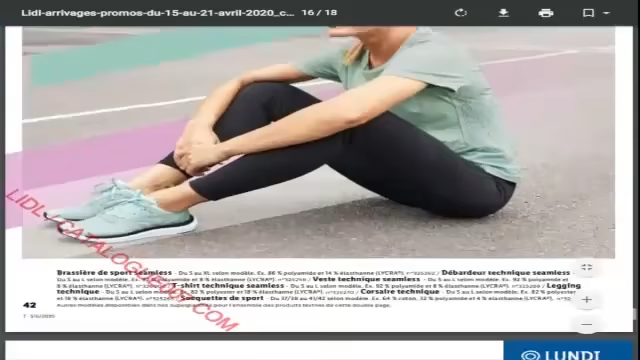 Lidl-arrivages-promos-du-15-au-21-avril-2020_c... 16 / 18
LIDL.CATALOGUE
.COM
Brassière de sport seamless - Du S au XL selon modèle. Ex. 86 % polyamide et 14 % élasthanne (LYCRA®). Débardeur technique seamless -
Du S au L selon modèle. polyamide et 8 % élasthanne (LYCRA®). Veste technique seamless - Du S au L selon modèle. Ex. 92 % polyamide et
8 % élasthanne (LYCRA®). T-shirt technique seamless - Du S au L selon modèle. Ex. 92 % polyamide et 8 % élasthanne (LYCRA®). Legging
technique - Du S au L selon modèle. 82 % polyester et 18 % élasthanne (LYCRA®). Corsaire technique - Du S au L selon modèle. Ex. 82 % polyester
et 18 % élasthanne (LYCRA®). Socquettes de sport - Du 37/38 au 41/42 selon modèle. Ex. 64 % coton, 32 % polyamide et 4 % élasthanne (LYCRA®).
42
LUNDI